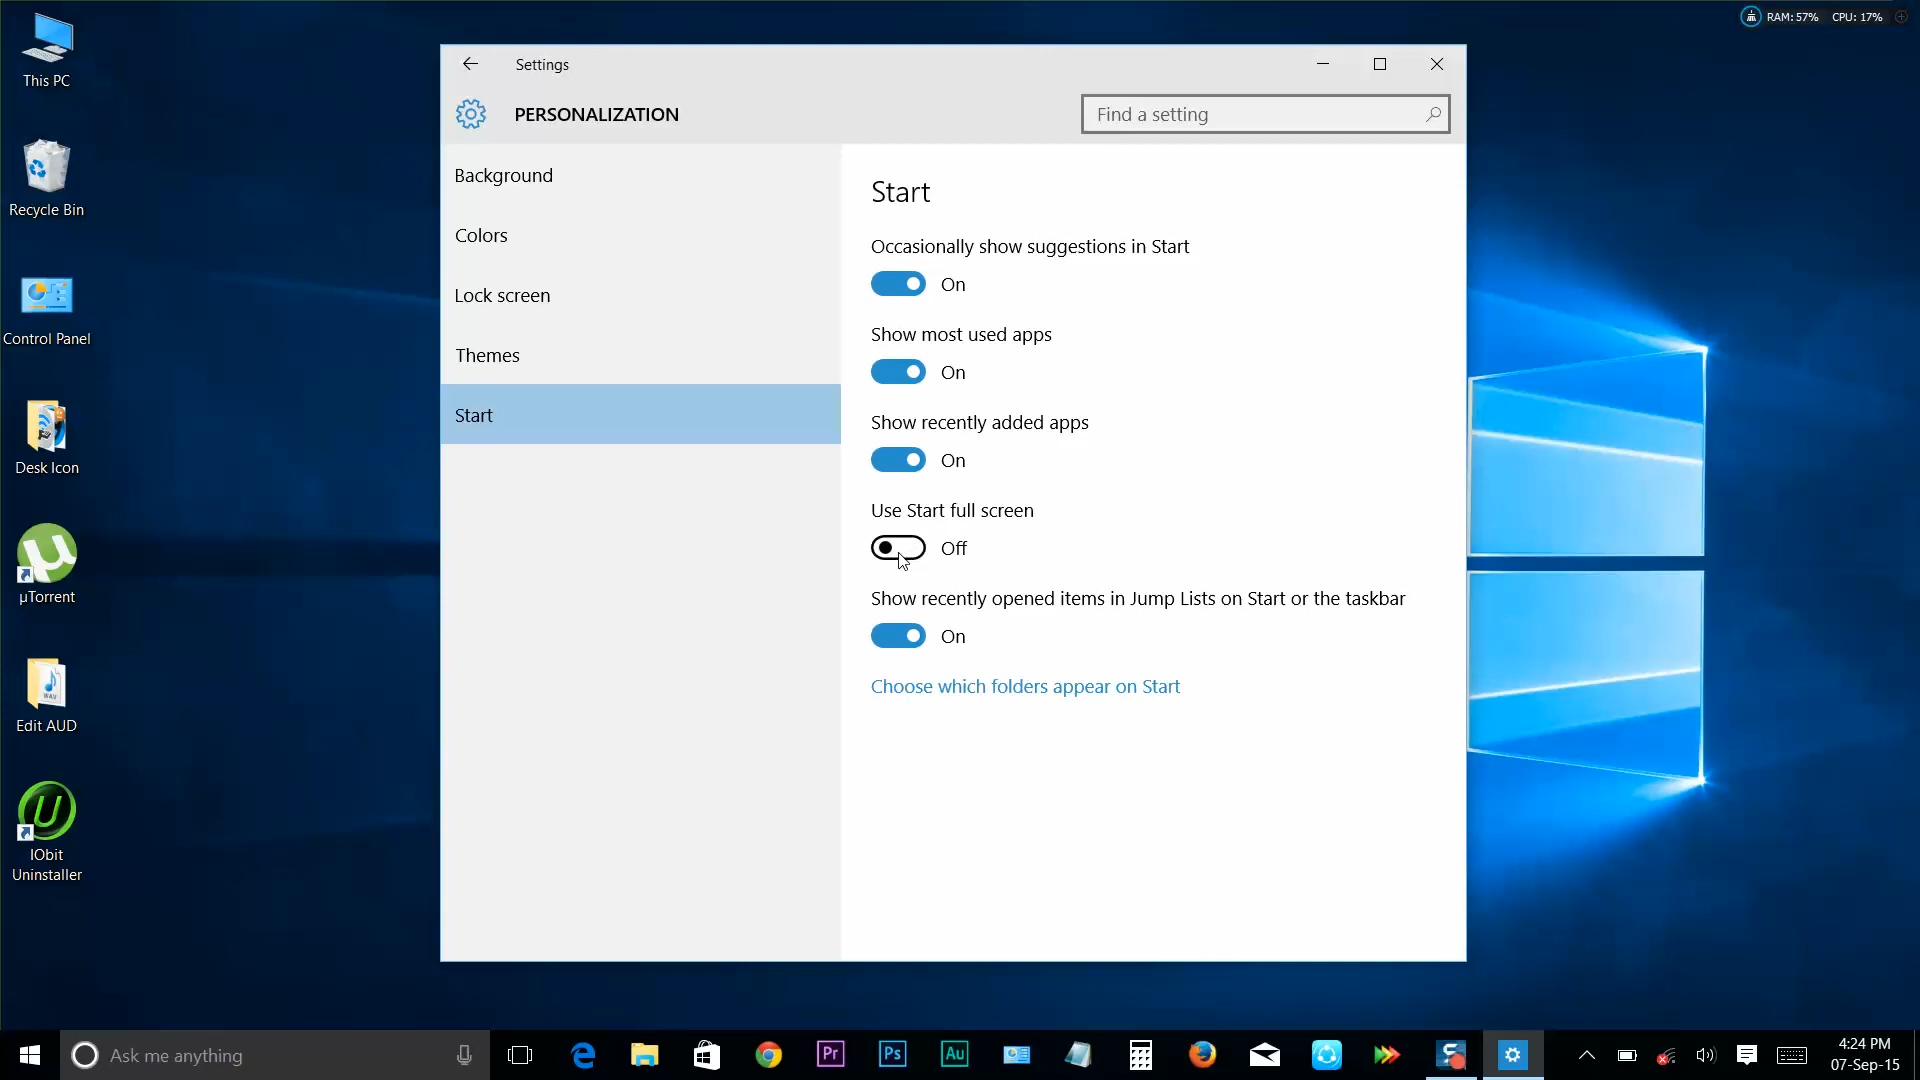 RAM: 57% CPU: 17%
This PC
Recycle Bin
Control Panel
Desk Icon
µTorrent
WAV
Edit AUD
IObit
Uninstaller
Settings
PERSONALIZATION
Find a setting
Background
Colors
Lock screen
Themes
Start
Start
Occasionally show suggestions in Start
On
Show most used apps
On
Show recently added apps
On
Use Start full screen
Off
Show recently opened items in Jump Lists on Start or the taskbar
On
Choose which folders appear on Start
Ask me anything
Pr
Ps
Au
4:24 PM
07-Sep-15